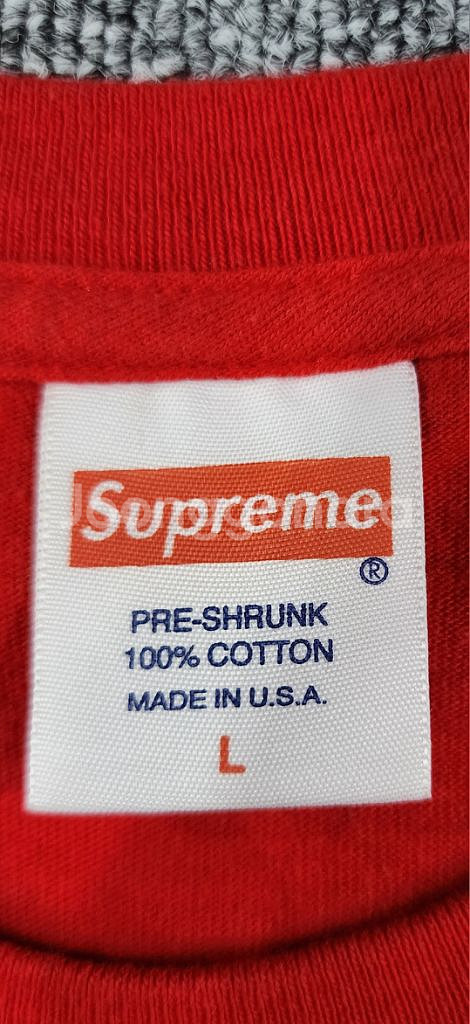 Supreme
®
PRE-SHRUNK
100% COTTON
MADE IN U.S.A.
L